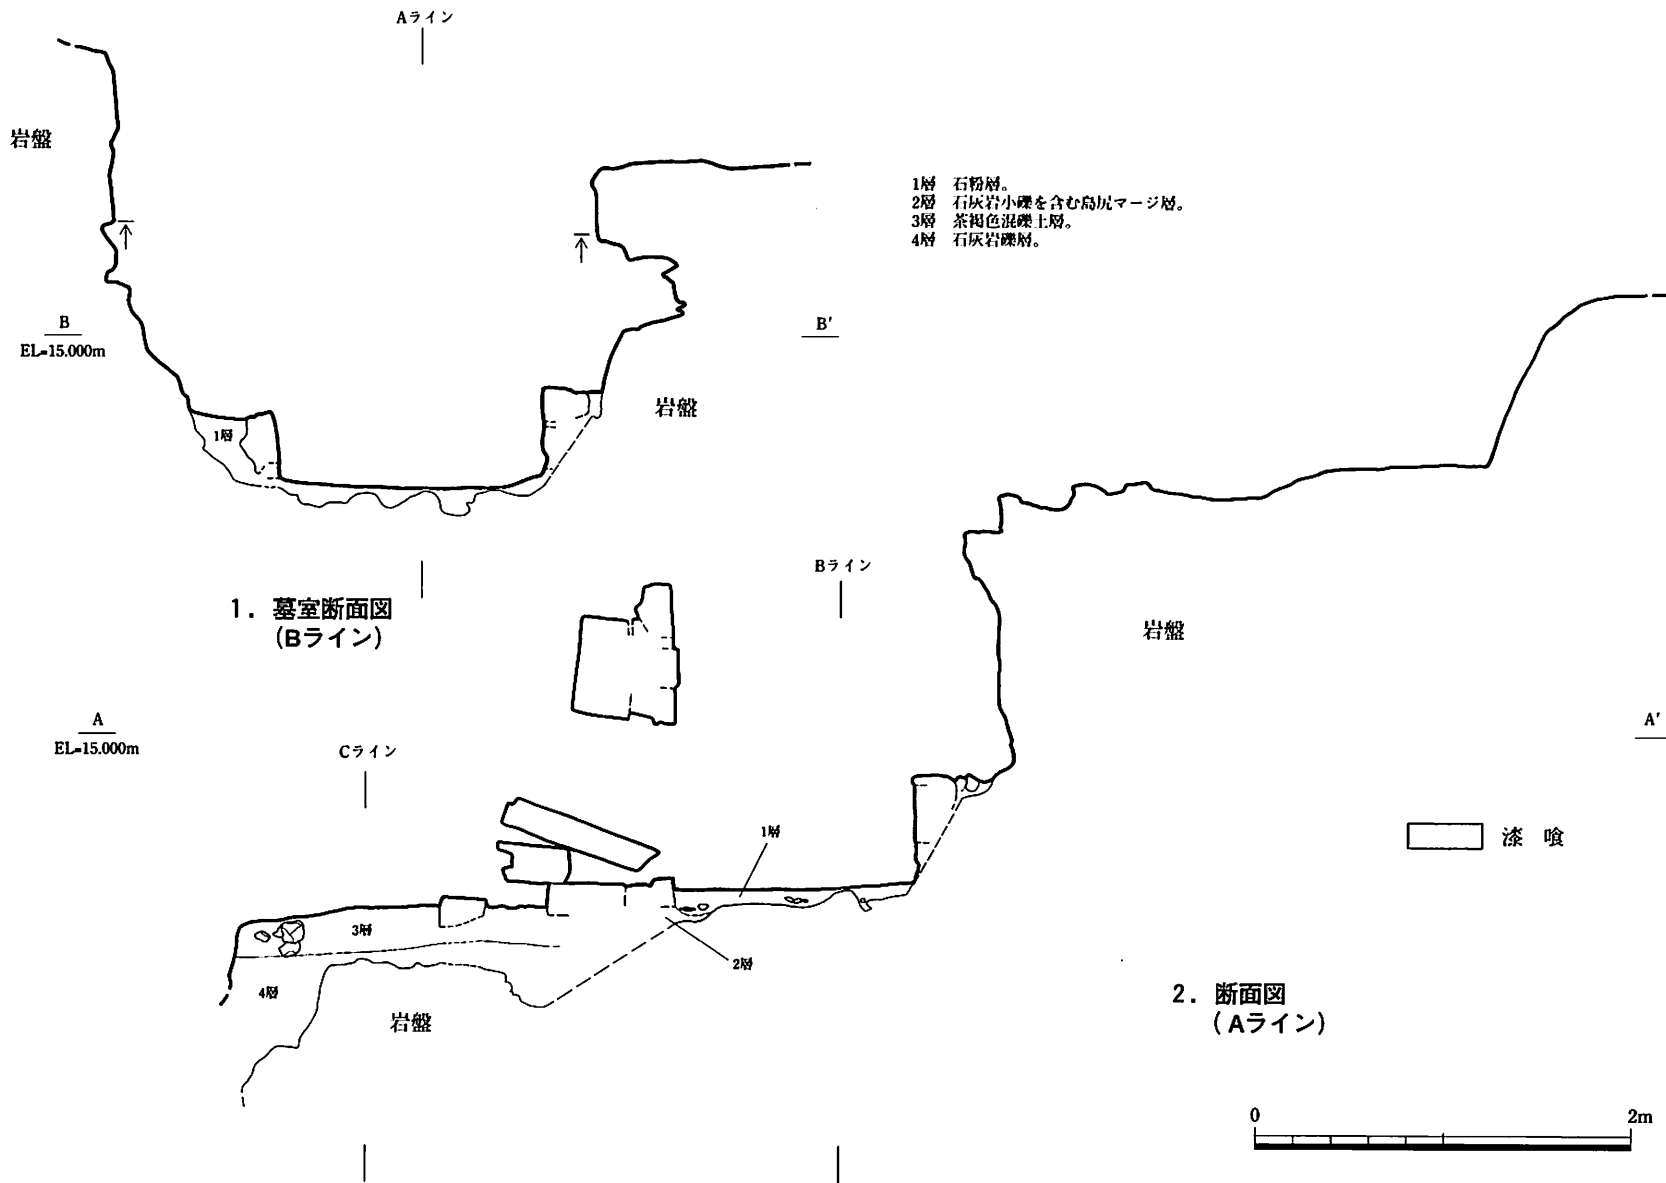 Aライン
岩盤
1層 石粉層。
2層 石灰岩小礫を含む島尻マージ層。
3層 茶褐色混礫土層。
4層 石灰岩礫層。
B
EL=15.000m
B'
岩盤
1層
1. 墓室断面図
(Bライン)
Bライン
岩盤
A
EL=15.000m
A'
Cライン
1層
漆 喰
3層
2層
4層
岩盤
2. 断面図
(Aライン)
0
2m